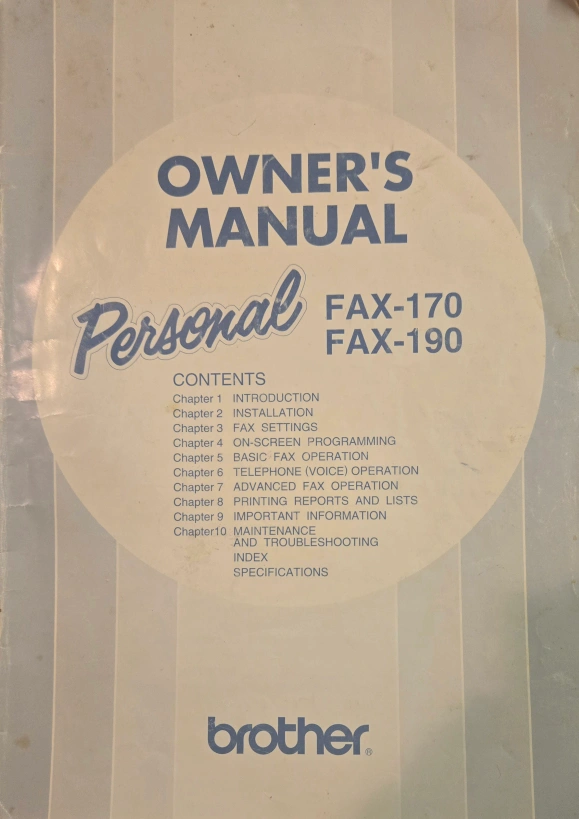 OWNER'S
MANUAL
Personal
FAX-170
FAX-190
CONTENTS
Chapter 1 INTRODUCTION
Chapter 2 INSTALLATION
Chapter 3 FAX SETTINGS
Chapter 4 ON-SCREEN PROGRAMMING
Chapter 5 BASIC FAX OPERATION
Chapter 6 TELEPHONE (VOICE) OPERATION
Chapter 7 ADVANCED FAX OPERATION
Chapter 8 PRINTING REPORTS AND LISTS
Chapter 9 IMPORTANT INFORMATION
Chapter10 MAINTENANCE
AND TROUBLESHOOTING
INDEX
SPECIFICATIONS
brother®